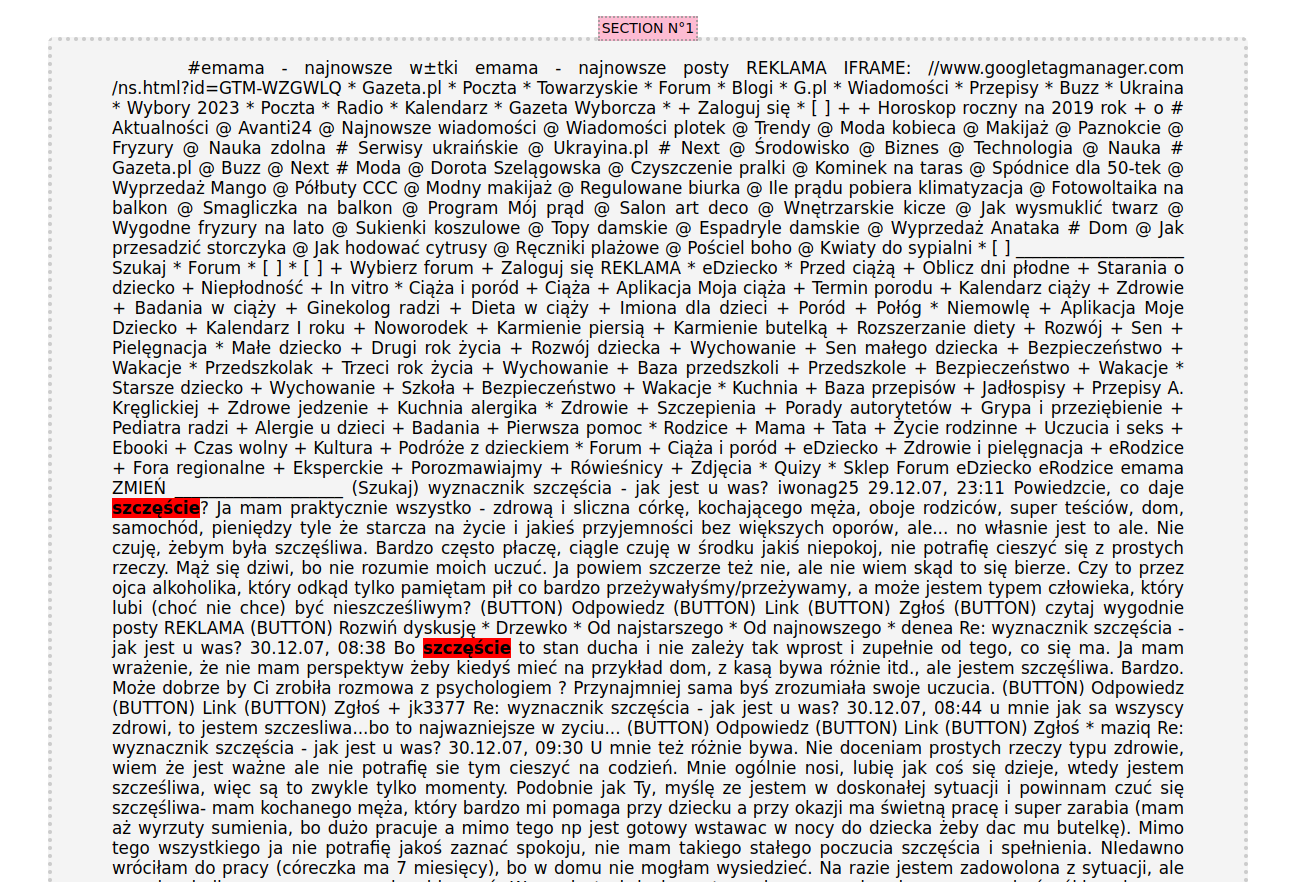 SECTION N°1
#emama - najnowsze w±tki emama - najnowsze posty REKLAMA IFRAME: //www.googletagmanager.com
/ns.html?id=GTM-WZGWLQ * Gazeta.pl * Poczta * Towarzyskie * Forum * Blogi * G.pl * Wiadomości * Przepisy * Buzz * Ukraina
* Wybory 2023 * Poczta * Radio * Kalendarz * Gazeta Wyborcza * + Zaloguj się * [ ] + + Horoskop roczny na 2019 rok + o #
Aktualności @ Avanti24 @ Najnowsze wiadomości @ Wiadomości plotek @ Trendy @ Moda kobieca @ Makijaż @ Paznokcie @
Fryzury @ Nauka zdolna # Serwisy ukraińskie @ Ukrayina.pl # Next @ Środowisko @ Biznes @ Technologia @ Nauka #
Gazeta.pl @ Buzz @ Next # Moda @ Dorota Szelągowska @ Czyszczenie pralki @ Kominek na taras @ Spódnice dla 50-tek @
Wyprzedaż Mango @ Półbuty CCC @ Modny makijaż @ Regulowane biurka @ Ile prądu pobiera klimatyzacja @ Fotowoltaika na
balkon @ Smagliczka na balkon @ Program Mój prąd @ Salon art deco @ Wnętrzarskie kicze @ Jak wysmuklić twarz @
Wygodne fryzury na lato @ Sukienki koszulowe @ Topy damskie @ Espadryle damskie @ Wyprzedaż Anataka # Dom @ Jak
przesadzić storczyka @ Jak hodować cytrusy @ Ręczniki plażowe @ Pościel boho @ Kwiaty do sypialni * [ ] ____________________
Szukaj * Forum * [ ] * [ ] + Wybierz forum + Zaloguj się REKLAMA * eDziecko * Przed ciążą + Oblicz dni płodne + Starania o
dziecko + Niepłodność + In vitro * Ciąża i poród + Ciąża + Aplikacja Moja ciąża + Termin porodu + Kalendarz ciąży + Zdrowie
+ Badania w ciąży + Ginekolog radzi + Dieta w ciąży + Imiona dla dzieci + Poród + Połóg * Niemowlę + Aplikacja Moje
Dziecko + Kalendarz I roku + Noworodek + Karmienie piersią + Karmienie butelką + Rozszerzanie diety + Rozwój + Sen +
Pielęgnacja * Małe dziecko + Drugi rok życia + Rozwój dziecka + Wychowanie + Sen małego dziecka + Bezpieczeństwo +
Wakacje * Przedszkolak + Trzeci rok życia + Wychowanie + Baza przedszkoli + Przedszkole + Bezpieczeństwo + Wakacje *
Starsze dziecko + Wychowanie + Szkoła + Bezpieczeństwo + Wakacje * Kuchnia + Baza przepisów + Jadłospisy + Przepisy A.
Kręglickiej + Zdrowe jedzenie + Kuchnia alergika * Zdrowie + Szczepienia + Porady autorytetów + Grypa i przeziębienie +
Pediatra radzi + Alergie u dzieci + Badania + Pierwsza pomoc * Rodzice + Mama + Tata + Życie rodzinne + Uczucia i seks +
Ebooki + Czas wolny + Kultura + Podróże z dzieckiem * Forum + Ciąża i poród + eDziecko + Zdrowie i pielęgnacja + eRodzice
+ Fora regionalne + Eksperckie + Porozmawiajmy + Rówieśnicy + Zdjęcia * Quizy * Sklep Forum eDziecko eRodzice emama
ZMIEŃ ____________________ (Szukaj) wyznacznik szczęścia - jak jest u was? iwonag25 29.12.07, 23:11 Powiedzcie, co daje
szczęście? Ja mam praktycznie wszystko - zdrową i sliczna córkę, kochającego męża, oboje rodziców, super teściów, dom,
samochód, pieniędzy tyle że starcza na życie i jakieś przyjemności bez większych oporów, ale... no własnie jest to ale. Nie
czuję, żebym była szczęśliwa. Bardzo często płaczę, ciągle czuję w środku jakiś niepokoj, nie potrafię cieszyć się z prostych
rzeczy. Mąż się dziwi, bo nie rozumie moich uczuć. Ja powiem szczerze też nie, ale nie wiem skąd to się bierze. Czy to przez
ojca alkoholika, który odkąd tylko pamiętam pił co bardzo przeżywałyśmy/przeżywamy, a może jestem typem człowieka, który
lubi (choć nie chce) być nieszcześliwym? (BUTTON) Odpowiedz (BUTTON) Link (BUTTON) Zgłoś (BUTTON) czytaj wygodnie
posty REKLAMA (BUTTON) Rozwiń dyskusję * Drzewko * Od najstarszego * Od najnowszego * denea Re: wyznacznik szczęścia -
jak jest u was? 30.12.07, 08:38 Bo szczęście to stan ducha i nie zależy tak wprost i zupełnie od tego, co się ma. Ja mam
wrażenie, że nie mam perspektyw żeby kiedyś mieć na przykład dom, z kasą bywa różnie itd., ale jestem szczęśliwa. Bardzo.
Może dobrze by Ci zrobiła rozmowa z psychologiem ? Przynajmniej sama byś zrozumiała swoje uczucia. (BUTTON) Odpowiedz
(BUTTON) Link (BUTTON) Zgłoś + jk3377 Re: wyznacznik szczęścia - jak jest u was? 30.12.07, 08:44 u mnie jak sa wszyscy
zdrowi, to jestem szczesliwa...bo to najwazniejsze w zyciu... (BUTTON) Odpowiedz (BUTTON) Link (BUTTON) Zgłoś * maziq Re:
wyznacznik szczęścia - jak jest u was? 30.12.07, 09:30 U mnie też różnie bywa. Nie doceniam prostych rzeczy typu zdrowie,
wiem że jest ważne ale nie potrafię sie tym cieszyć na codzień. Mnie ogólnie nosi, lubię jak coś się dzieje, wtedy jestem
szcześliwa, więc są to zwykle tylko momenty. Podobnie jak Ty, myślę ze jestem w doskonałej sytuacji i powinnam czuć się
szczęśliwa- mam kochanego męża, który bardzo mi pomaga przy dziecku a przy okazji ma świetną pracę i super zarabia (mam
aż wyrzuty sumienia, bo dużo pracuje a mimo tego np jest gotowy wstawac w nocy do dziecka żeby dac mu butelkę). Mimo
tego wszystkiego ja nie potrafię jakoś zaznać spokoju, nie mam takiego stałego poczucia szczęścia i spełnienia. NIedawno
wróciłam do pracy (córeczka ma 7 miesięcy), bo w domu nie mogłam wysiedzieć. Na razie jestem zadowolona z sytuacji, ale